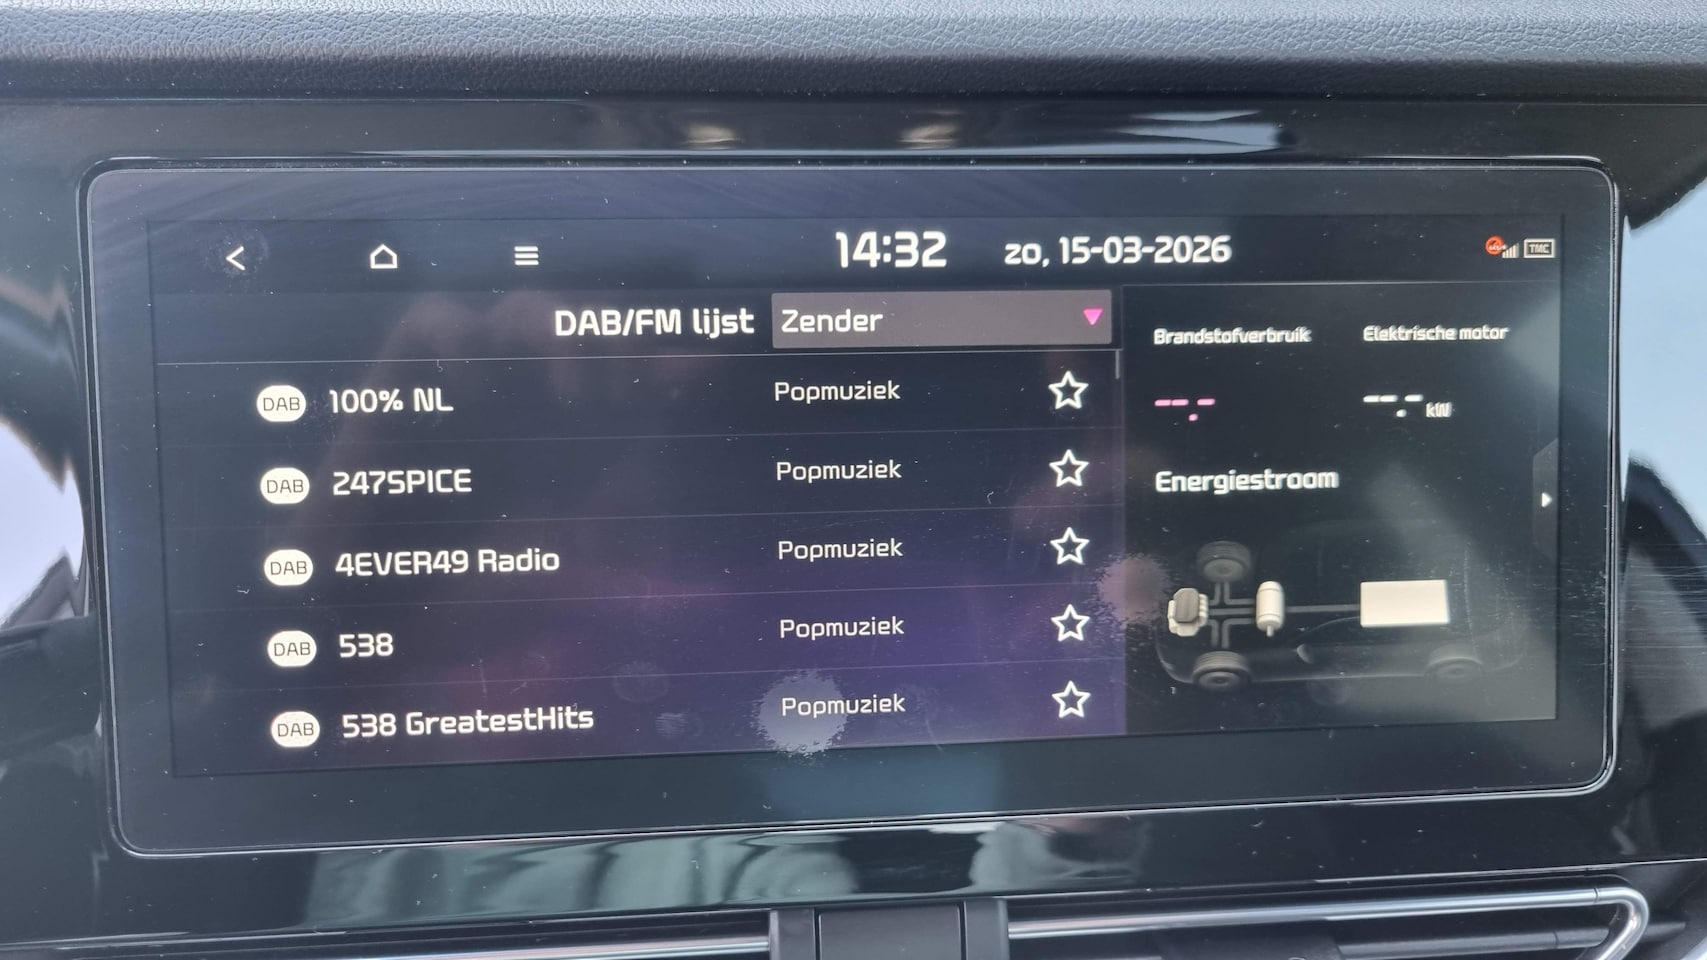 14:32 zo, 15-03-2026 TMC
DAB/FM lijst Zender
DAB 100% NL Popmuziek
DAB 247SPICE Popmuziek
DAB 4EVER49 Radio Popmuziek
DAB 538 Popmuziek
DAB 538 GreatestHits Popmuziek
Brandstofverbruik Elektrische motor
--.- --.- kW
Energiestroom